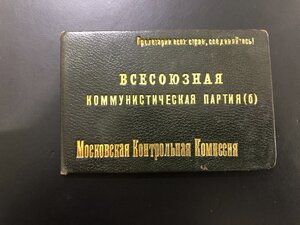 Пролетарии всех стран, соединяйтесь!
ВСЕСОЮЗНАЯ
КОММУНИСТИЧЕСКАЯ ПАРТИЯ(б)
Московская Контрольная Комиссия